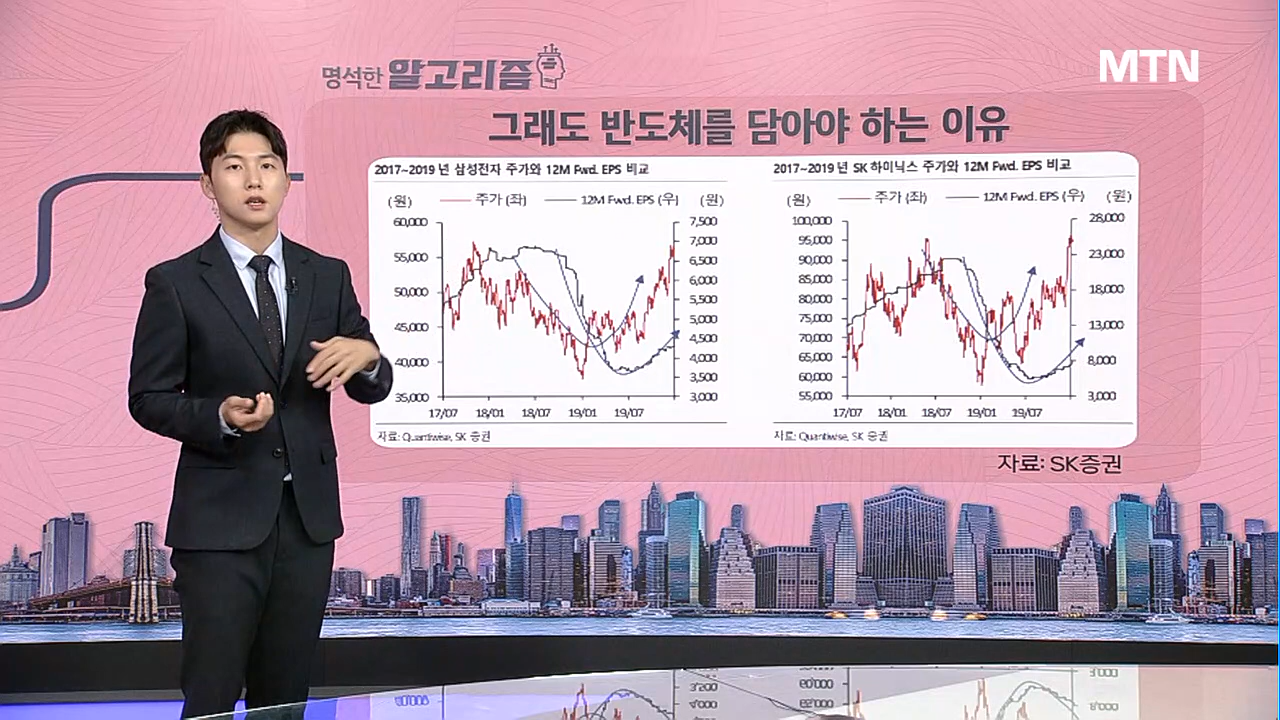 MTN
명석한 알고리즘
그래도 반도체를 담아야 하는 이유
2017~2019 년 삼성전자 주가와 12M Fwd. EPS 비교
(원) 주가 (좌) 12M Fwd. EPS (우) (원)
60,000
55,000
50,000
45,000
40,000
35,000
7,500
7,000
6,500
6,000
5,500
5,000
4,500
4,000
3,500
3,000
17/07 18/01 18/07 19/01 19/07
자료: Quantiwise, SK 증권
2017~2019 년 SK 하이닉스 주가와 12M Fwd. EPS 비교
(원) 주가 (좌) 12M Fwd. EPS (우) (원)
100,000
95,000
90,000
85,000
80,000
75,000
70,000
65,000
60,000
55,000
28,000
23,000
18,000
13,000
8,000
3,000
17/07 18/01 18/07 19/01 19/07
자료: Quantiwise, SK 증권
자료: SK증권